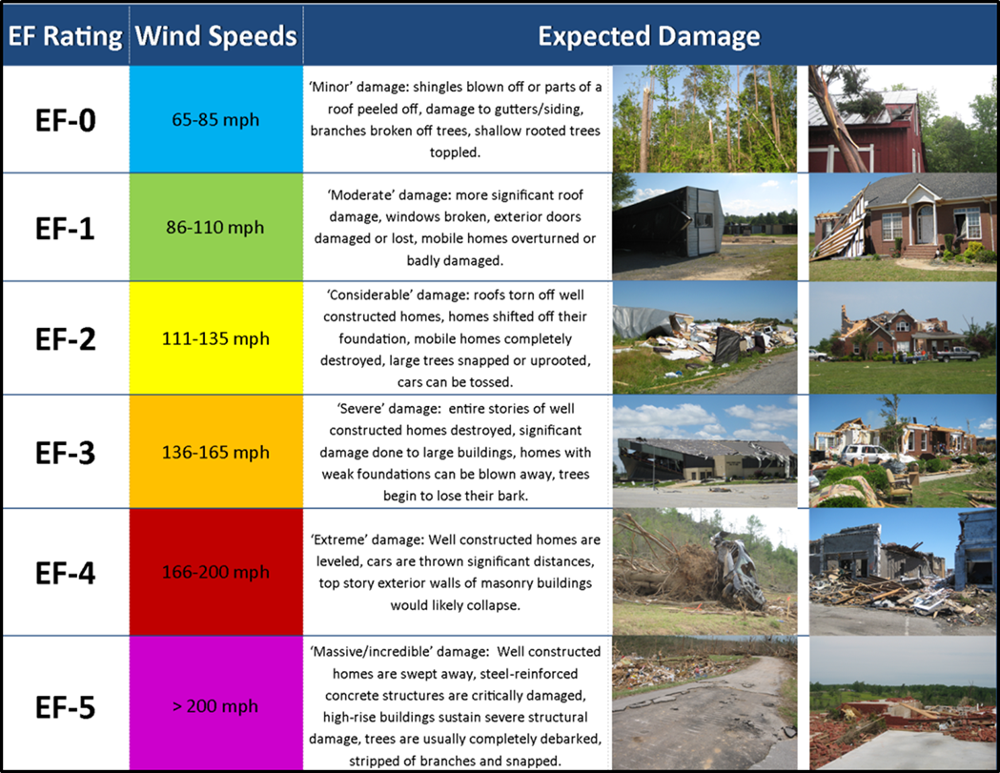 EF Rating Wind Speeds Expected Damage
EF-0
65-85 mph
‘Minor’ damage: shingles blown off or parts of a
roof peeled off, damage to gutters/siding,
branches broken off trees, shallow rooted trees
toppled.
EF-1
86-110 mph
‘Moderate’ damage: more significant roof
damage, windows broken, exterior doors
damaged or lost, mobile homes overturned or
badly damaged.
EF-2
111-135 mph
‘Considerable’ damage: roofs torn off well
constructed homes, homes shifted off their
foundation, mobile homes completely
destroyed, large trees snapped or uprooted,
cars can be tossed.
EF-3
136-165 mph
‘Severe’ damage:  entire stories of well
constructed homes destroyed, significant
damage done to large buildings, homes with
weak foundations can be blown away, trees
begin to lose their bark.
EF-4
166-200 mph
‘Extreme’ damage: Well constructed homes are
leveled, cars are thrown significant distances,
top story exterior walls of masonry buildings
would likely collapse.
EF-5
> 200 mph
‘Massive/incredible’ damage:  Well constructed
homes are swept away, steel-reinforced
concrete structures are critically damaged,
high-rise buildings sustain severe structural
damage, trees are usually completely debarked,
stripped of branches and snapped.